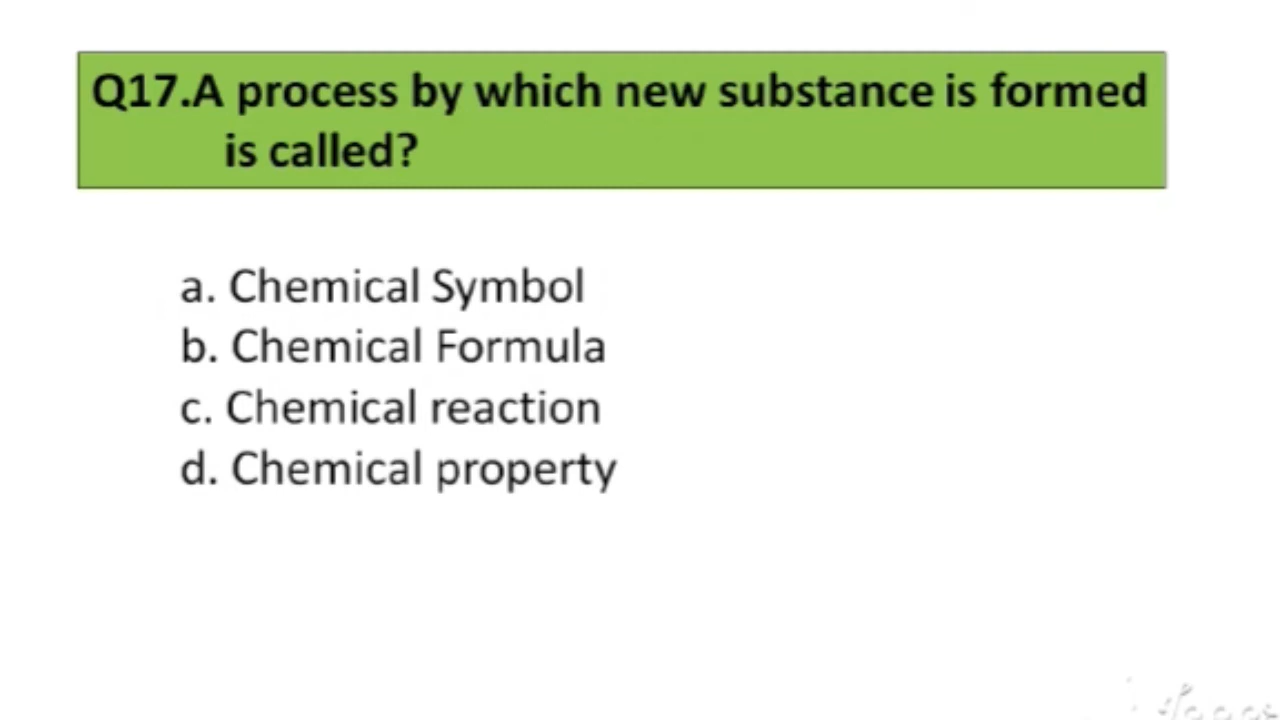 Q17.A process by which new substance is formed
is called?
a. Chemical Symbol
b. Chemical Formula
c. Chemical reaction
d. Chemical property